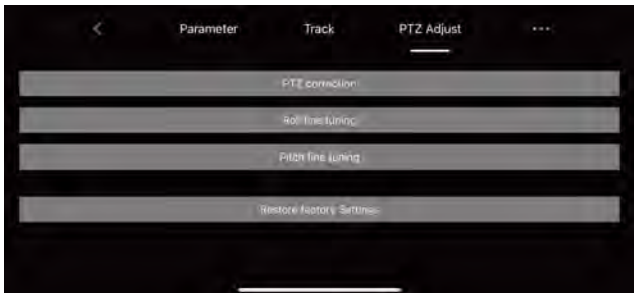 Parameter Track PTZ Adjust ...
PTZ correction
Roll fine tuning
Pitch fine tuning
Restore factory Settings